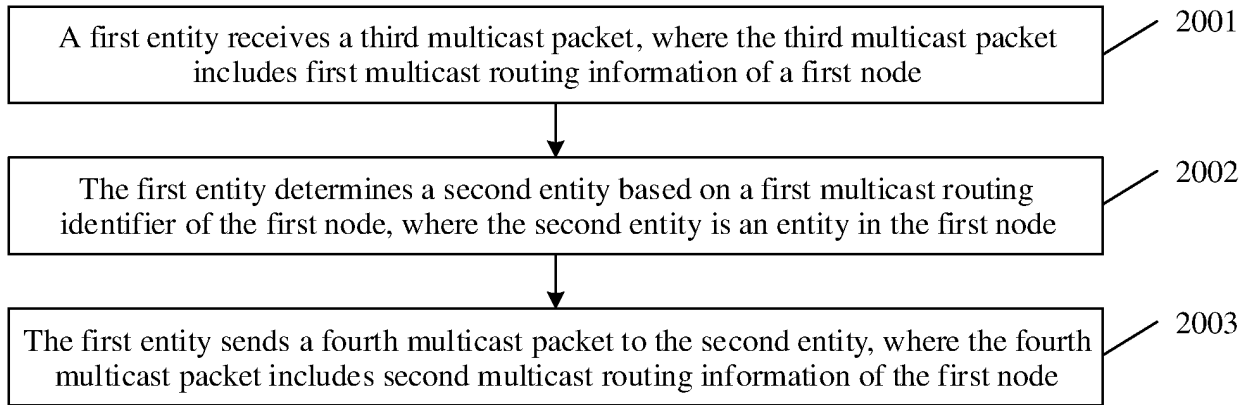 A first entity receives a third multicast packet, where the third multicast packet
includes first multicast routing information of a first node
2001
The first entity determines a second entity based on a first multicast routing
identifier of the first node, where the second entity is an entity in the first node
2002
The first entity sends a fourth multicast packet to the second entity, where the fourth
multicast packet includes second multicast routing information of the first node
2003